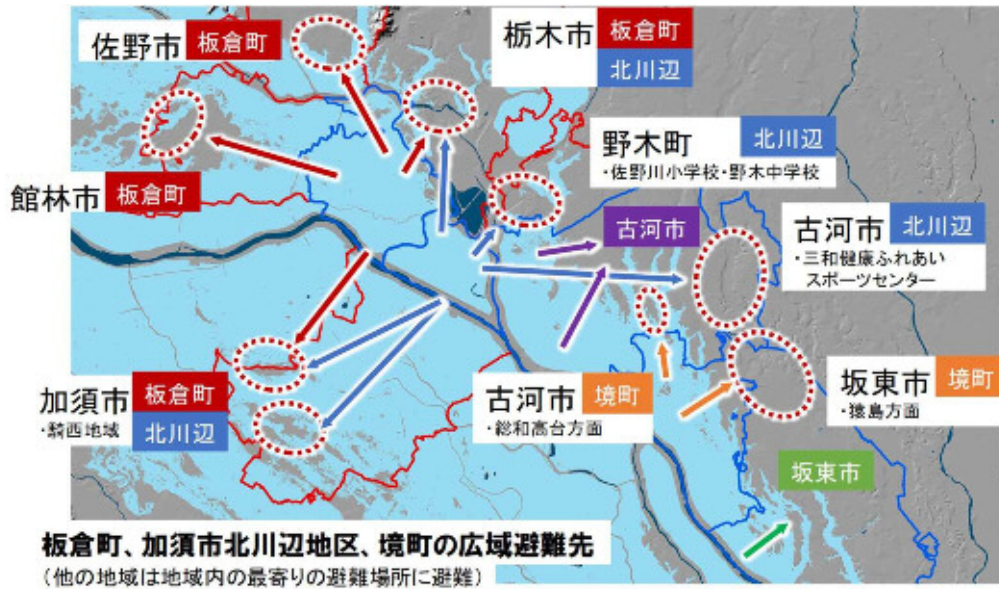 佐野市 板倉町
栃木市 板倉町
北川辺
野木町 北川辺
・佐野川小学校・野木中学校
館林市 板倉町
古河市
古河市 北川辺
・三和健康ふれあい
スポーツセンター
加須市 板倉町
・騎西地域 北川辺
古河市 境町
・総和高台方面
坂東市 境町
・猿島方面
坂東市
板倉町、加須市北川辺地区、境町の広域避難先
（他の地域は地域内の最寄りの避難場所に避難）